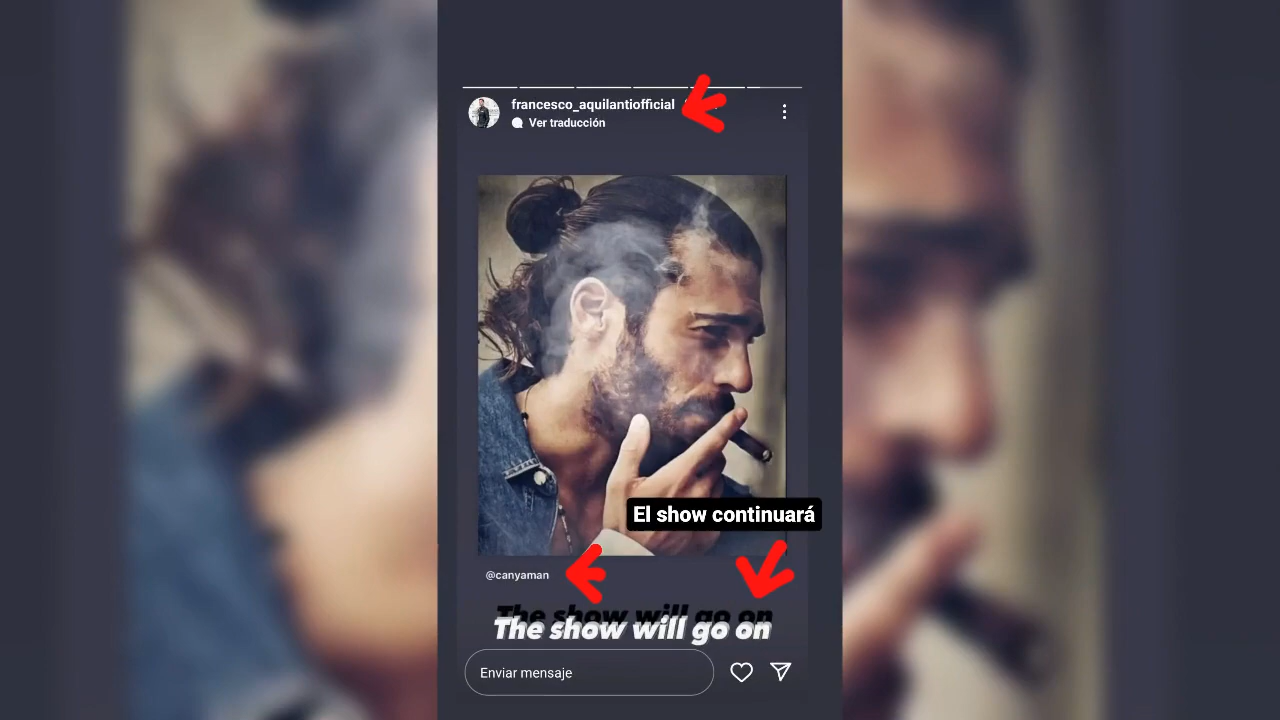 francesco_aquilantiofficial
Ver traducción
El show continuará
@canyaman
The show will go on
The show will go on
Enviar mensaje